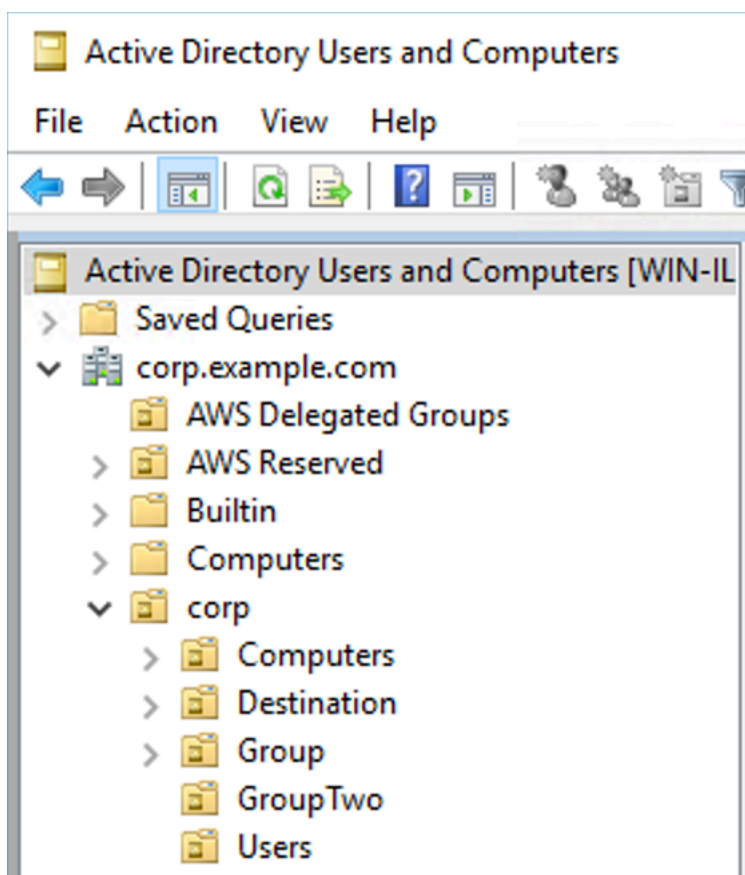 Active Directory Users and Computers
File Action View Help
Active Directory Users and Computers [WIN-IL
Saved Queries
corp.example.com
AWS Delegated Groups
AWS Reserved
Builtin
Computers
corp
Computers
Destination
Group
GroupTwo
Users